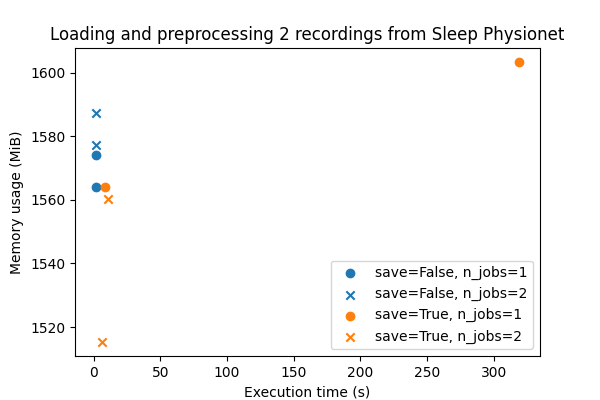 Loading and preprocessing 2 recordings from Sleep Physionet
Memory usage (MiB)
1600
1580
1560
1540
1520
save=False, n_jobs=1
save=False, n_jobs=2
save=True, n_jobs=1
save=True, n_jobs=2
0 50 100 150 200 250 300
Execution time (s)